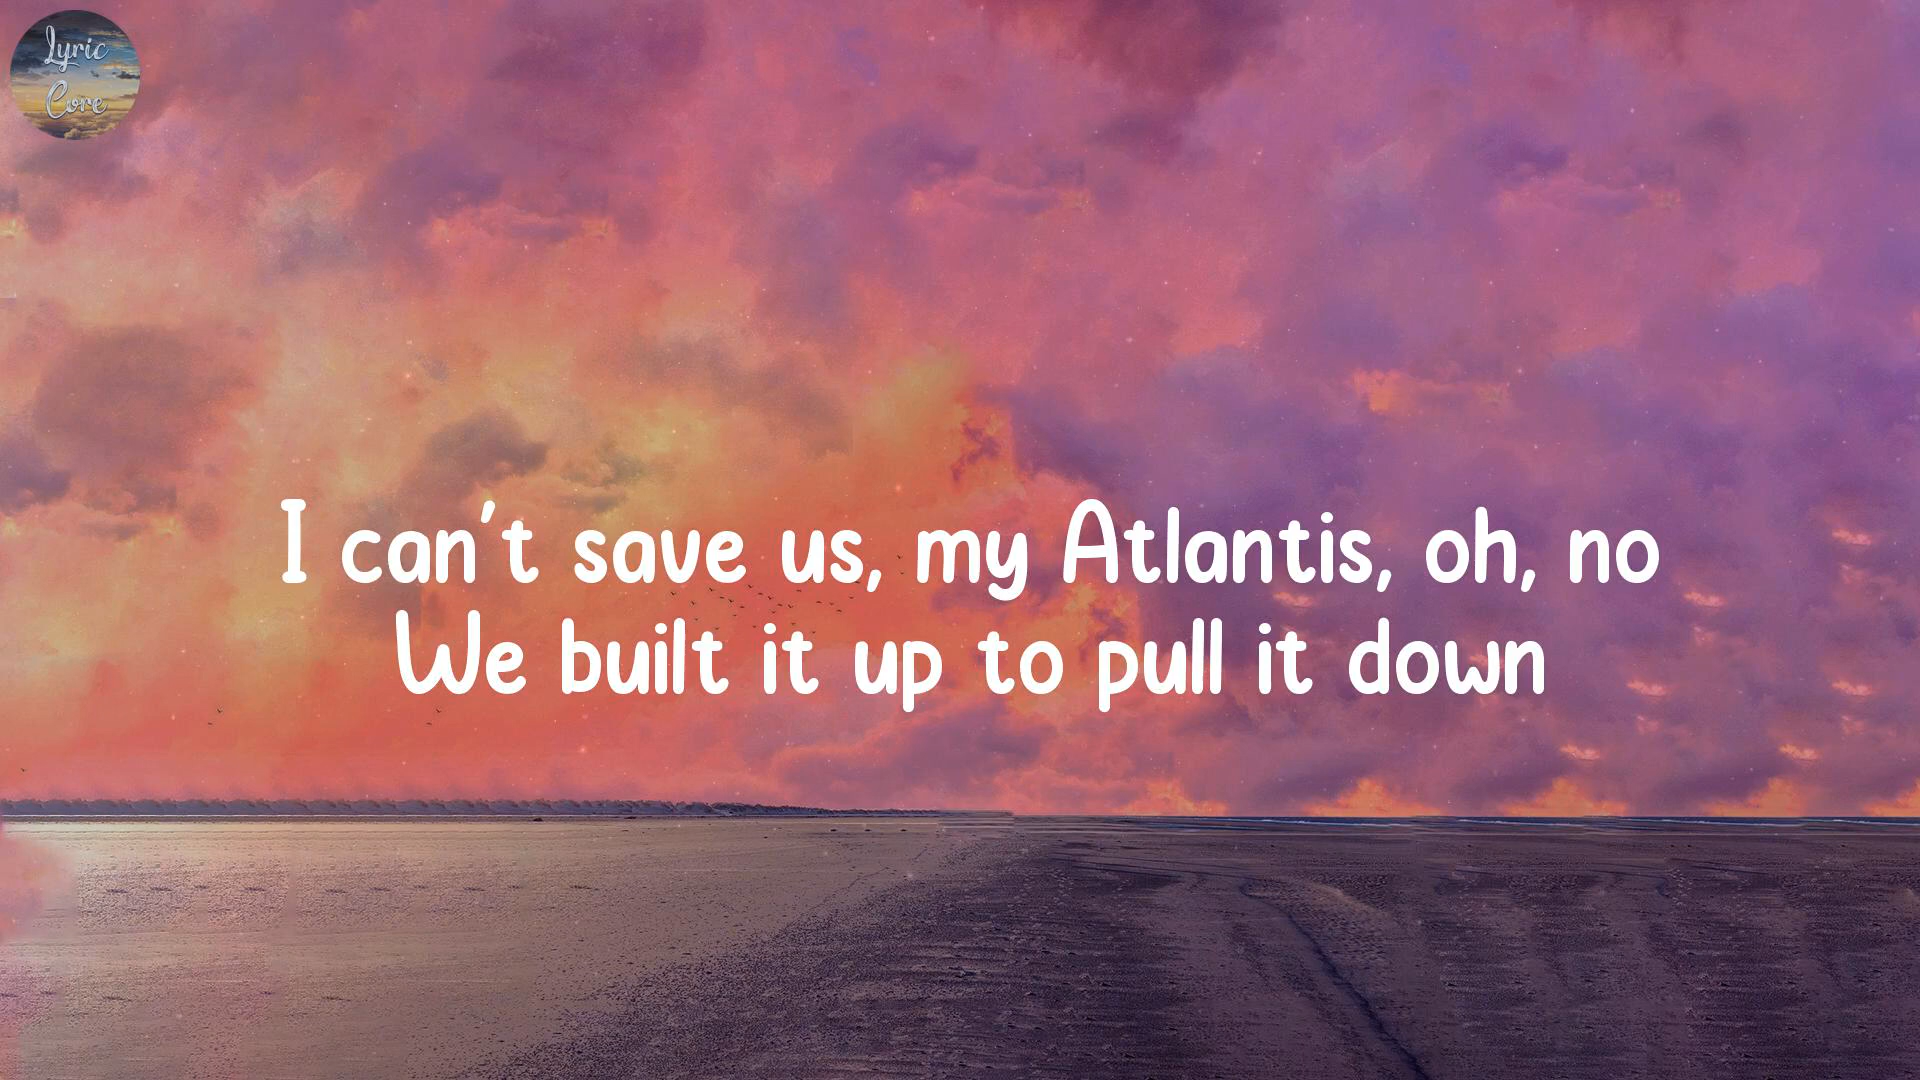 Lyric
Core
I can't save us, my Atlantis, oh, no
We built it up to pull it down